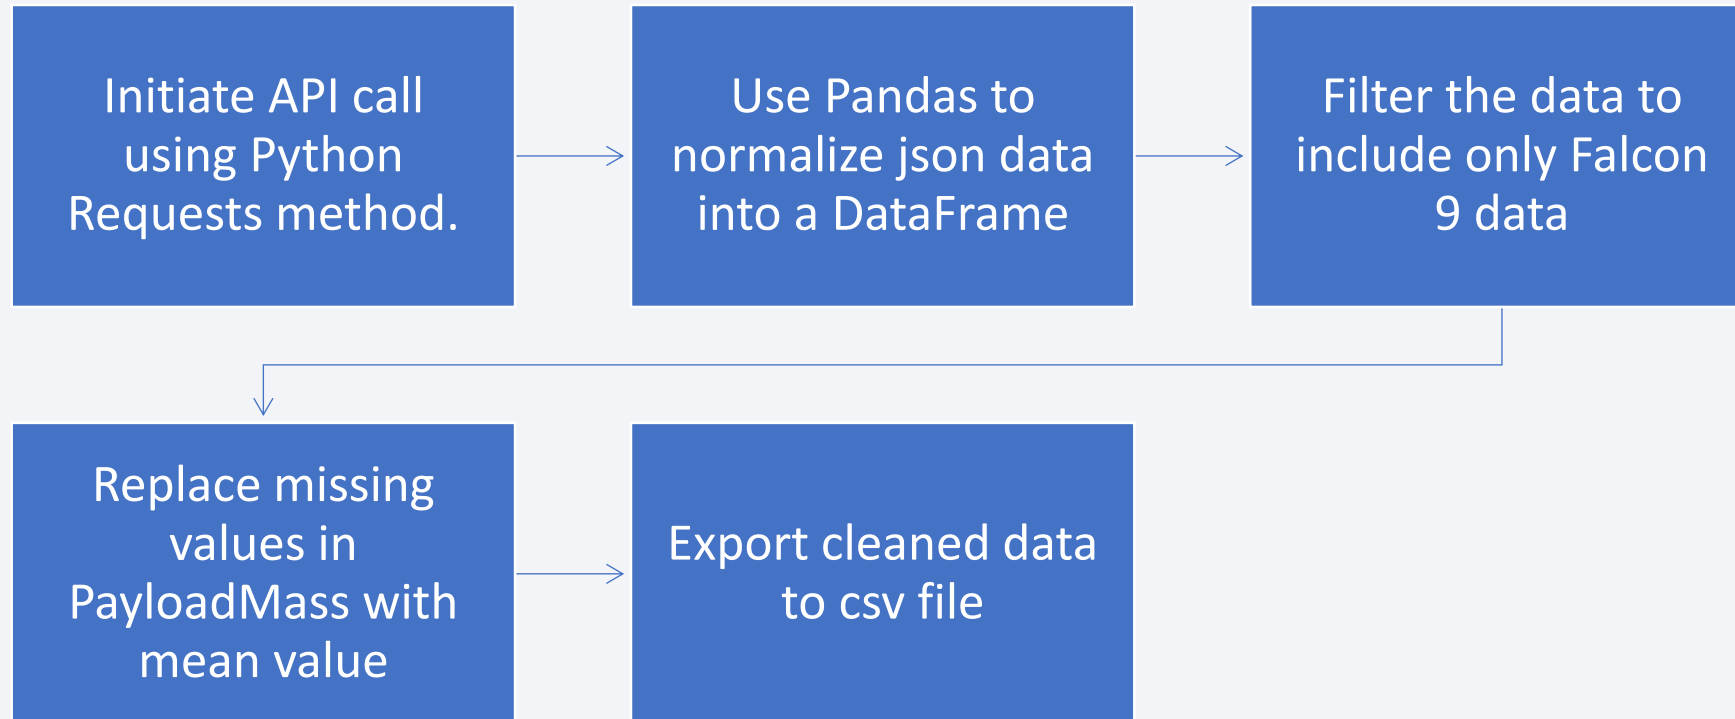 Initiate API call
using Python
Requests method.
Use Pandas to
normalize json data
into a DataFrame
Filter the data to
include only Falcon
9 data
Replace missing
values in
PayloadMass with
mean value
Export cleaned data
to csv file